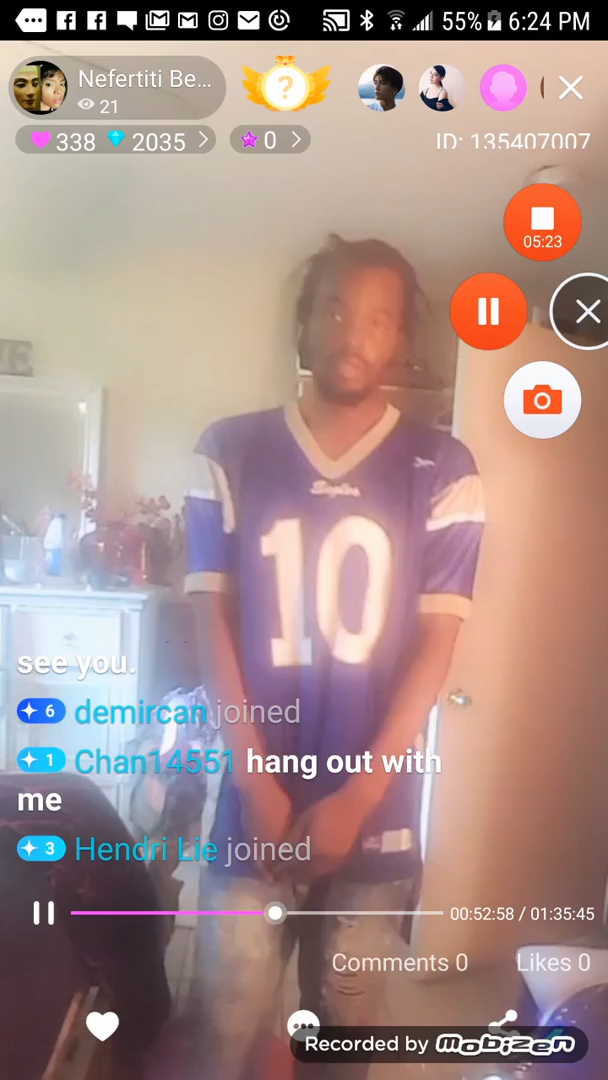 55% 6:24 PM
Nefertiti Be...
21
?
338 2035 0
ID: 135407007
05:23
10
see you.
6 demircan joined
1 Chan14551 hang out with
me
3 Hendri Lie joined
00:52:58 / 01:35:45
Comments 0 Likes 0
Recorded by mobizen